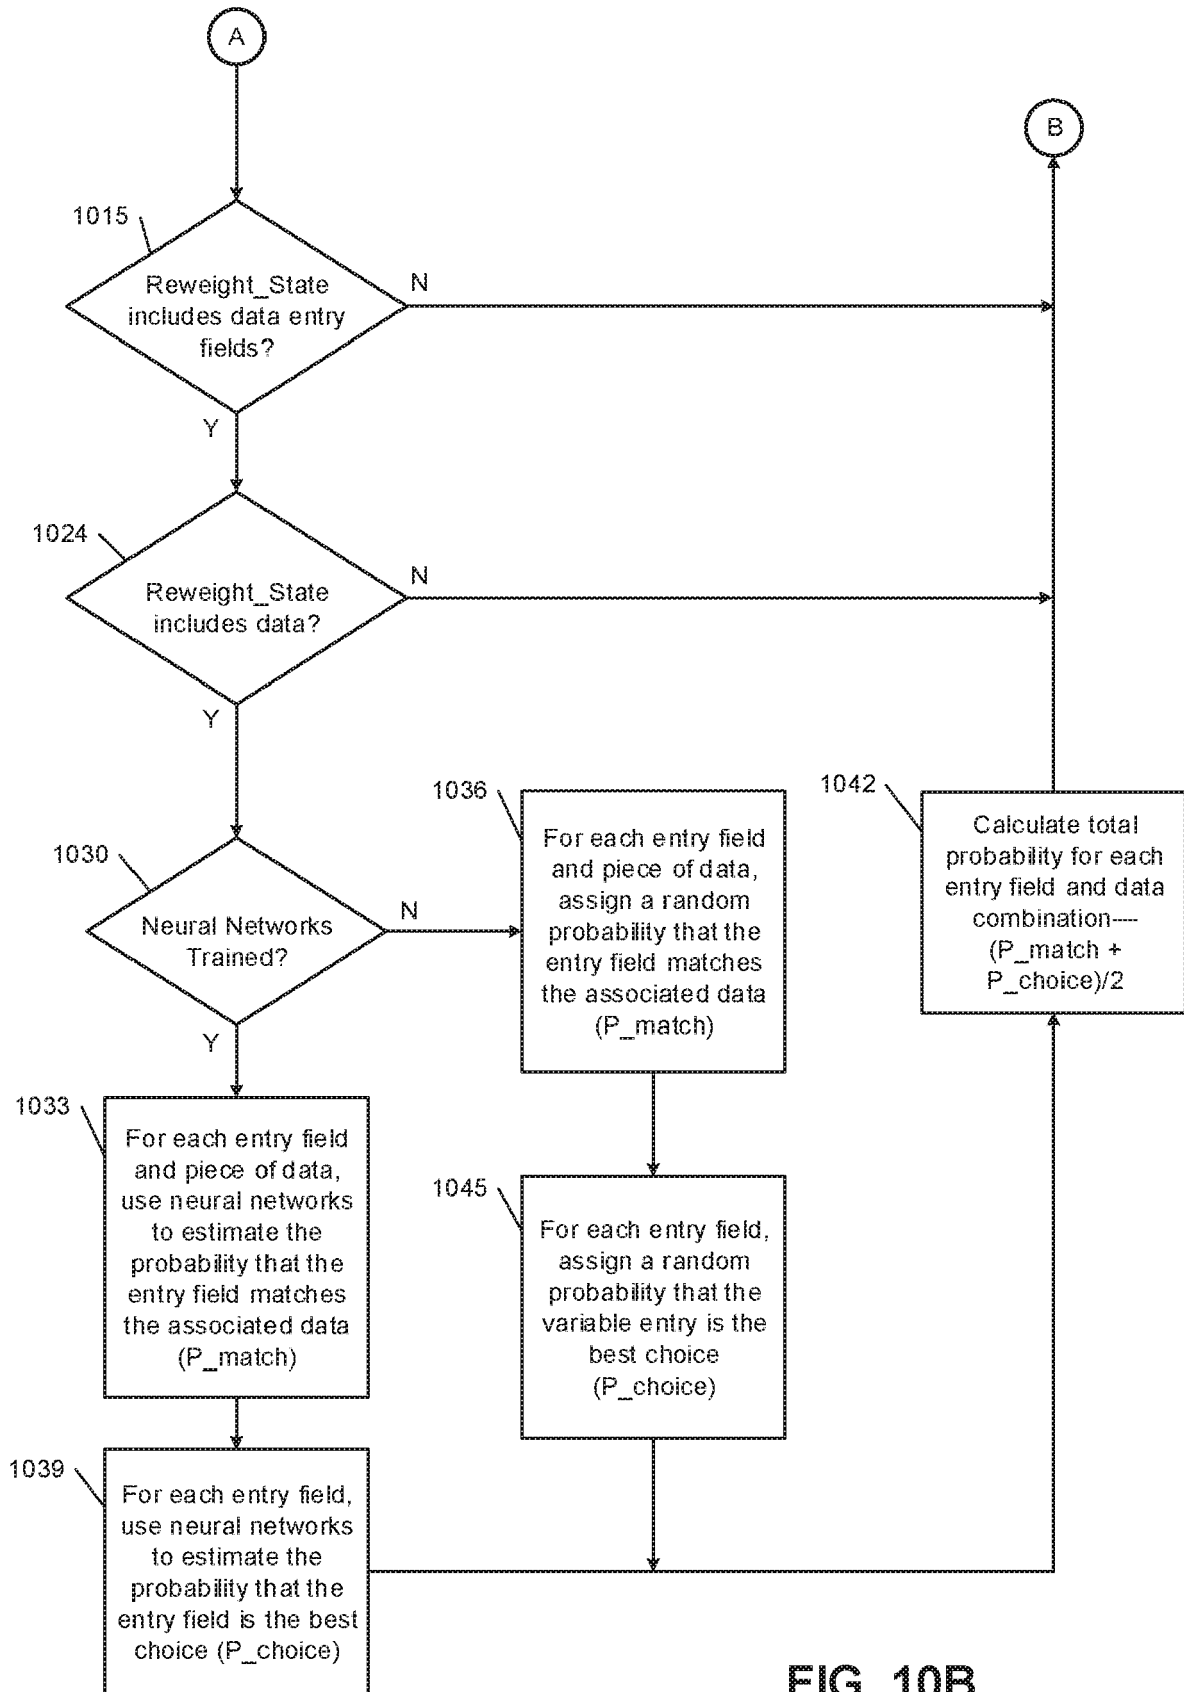 A
B
1015
Reweight_State
includes data entry
fields?
N
Y
1024
Reweight_State
includes data?
N
Y
1030
Neural Networks
Trained?
N
Y
1036
For each entry field
and piece of data,
assign a random
probability that the
entry field matches
the associated data
(P_match)
1042
Calculate total
probability for each
entry field and data
combination----
(P_match +
P_choice)/2
1033
For each entry field
and piece of data,
use neural networks
to estimate the
probability that the
entry field matches
the associated data
(P_match)
1045
For each entry field,
assign a random
probability that the
variable entry is the
best choice
(P_choice)
1039
For each entry field,
use neural networks
to estimate the
probability that the
entry field is the best
choice (P_choice)
FIG. 10B